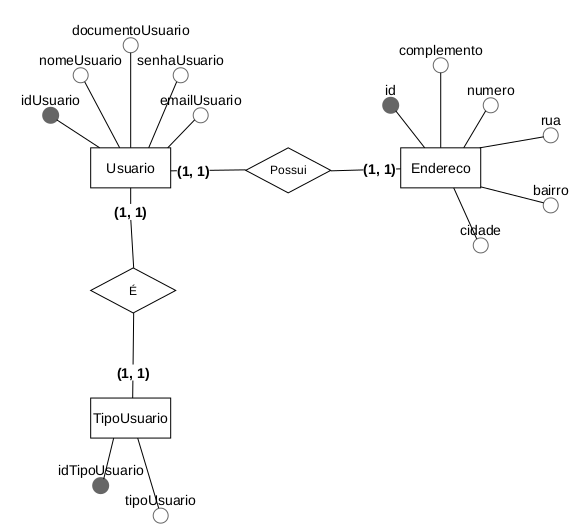 documentoUsuario
complemento
nomeUsuario
senhaUsuario
idUsuario
emailUsuario
id
numero
rua
Usuario
(1, 1)
Possui
(1, 1)
Endereco
bairro
(1, 1)
cidade
É
(1, 1)
TipoUsuario
idTipoUsuario
tipoUsuario